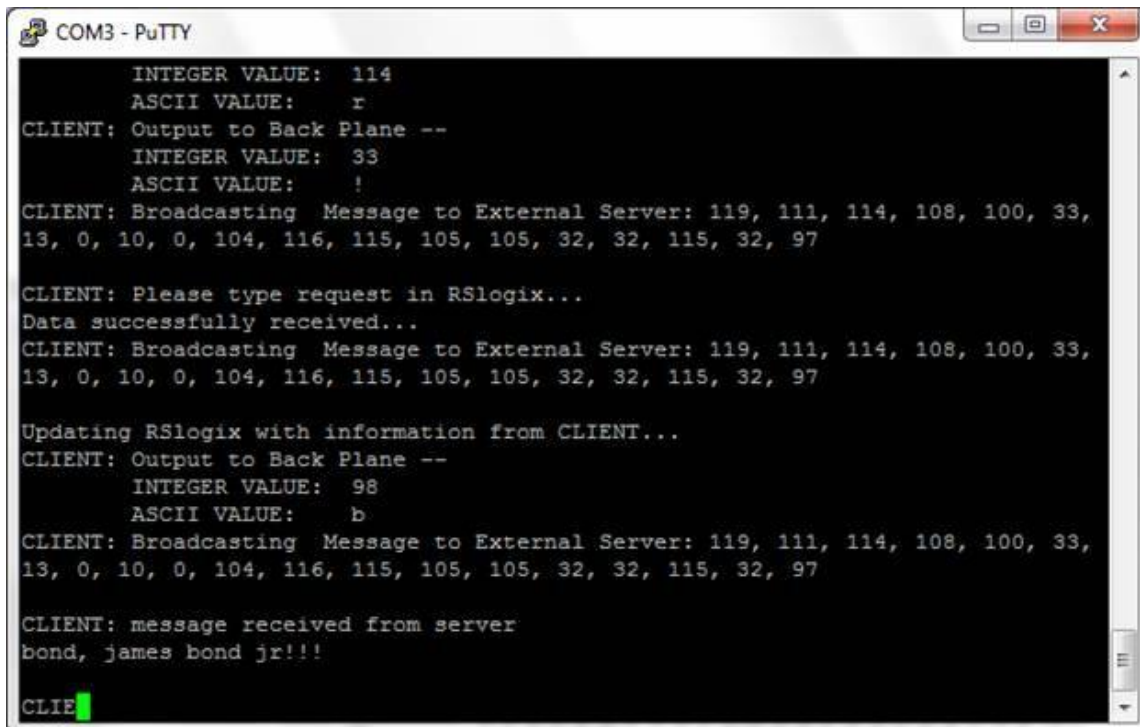 COM3 - PuTTY
INTEGER VALUE: 114
ASCII VALUE: r
CLIENT: Output to Back Plane --
INTEGER VALUE: 33
ASCII VALUE: !
CLIENT: Broadcasting  Message to External Server: 119, 111, 114, 108, 100, 33,
13, 0, 10, 0, 104, 116, 115, 105, 105, 32, 32, 115, 32, 97
CLIENT: Please type request in RSlogix...
Data successfully received...
CLIENT: Broadcasting  Message to External Server: 119, 111, 114, 108, 100, 33,
13, 0, 10, 0, 104, 116, 115, 105, 105, 32, 32, 115, 32, 97
Updating RSlogix with information from CLIENT...
CLIENT: Output to Back Plane --
INTEGER VALUE: 98
ASCII VALUE: b
CLIENT: Broadcasting  Message to External Server: 119, 111, 114, 108, 100, 33,
13, 0, 10, 0, 104, 116, 115, 105, 105, 32, 32, 115, 32, 97
CLIENT: message received from server
bond, james bond jr!!!
CLIE